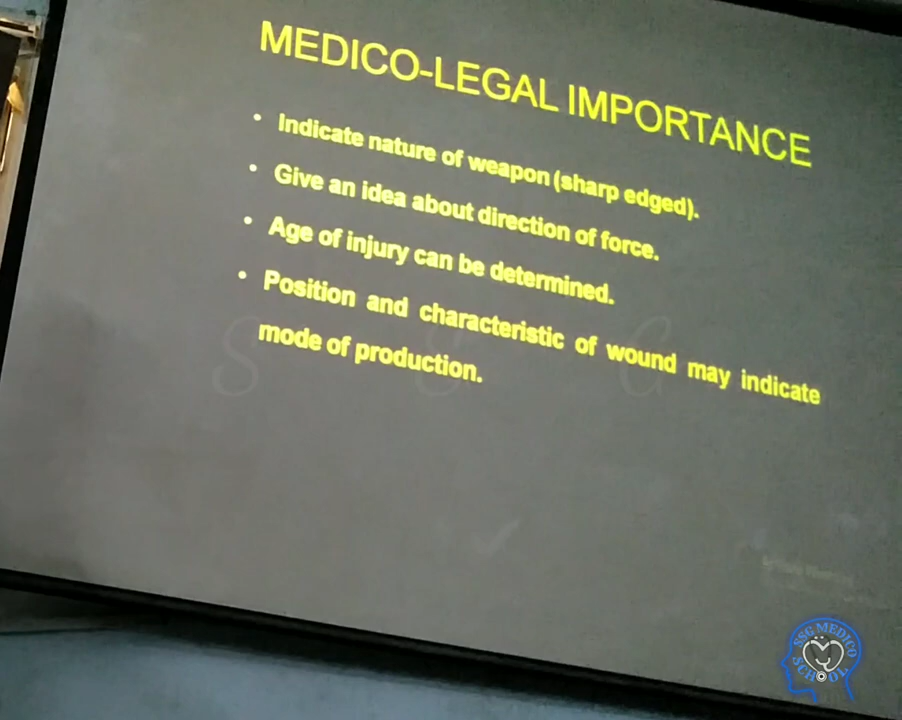 MEDICO-LEGAL IMPORTANCE
• Indicate nature of weapon (sharp edged).
• Give an idea about direction of force.
• Age of injury can be determined.
• Position and characteristic of wound may indicate
mode of production.
S S G
SSG MEDICO
SCHOOL